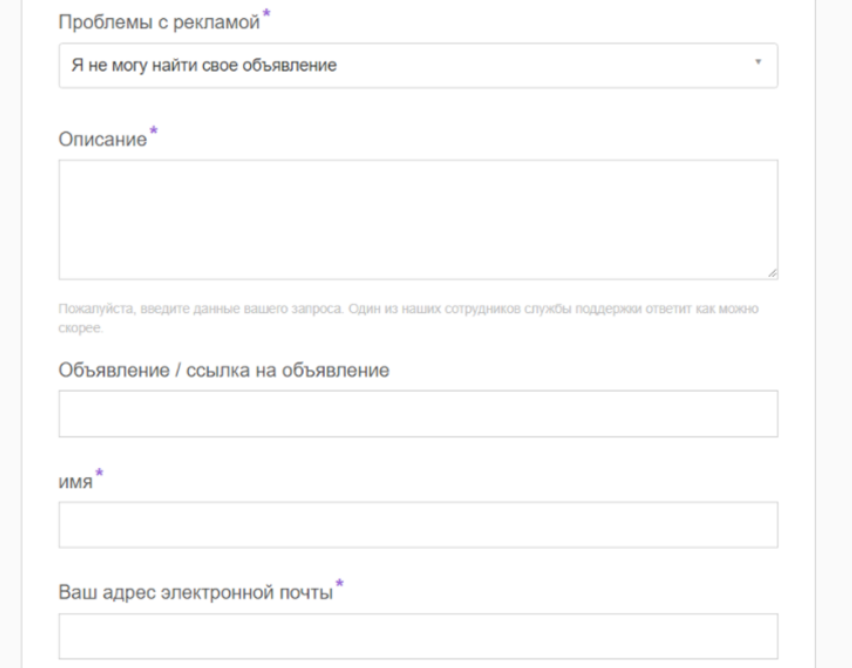 Проблемы с рекламой*
Я не могу найти свое объявление
Описание*
Пожалуйста, введите данные вашего запроса. Один из наших сотрудников службы поддержки ответит как можно
скорее.
Объявление / ссылка на объявление
имя*
Ваш адрес электронной почты*